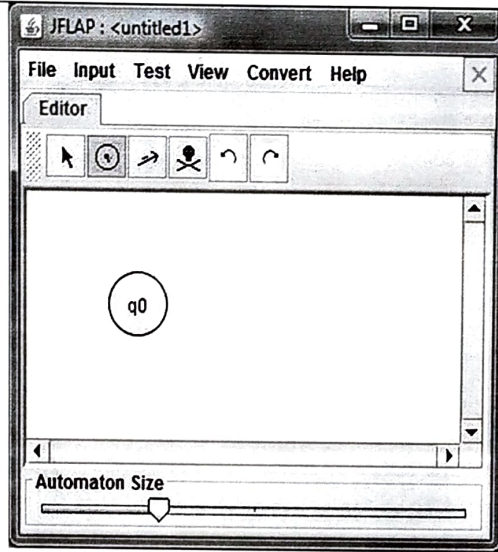 JFLAP : <untitled1>
File Input Test View Convert Help
Editor
q0
Automaton Size